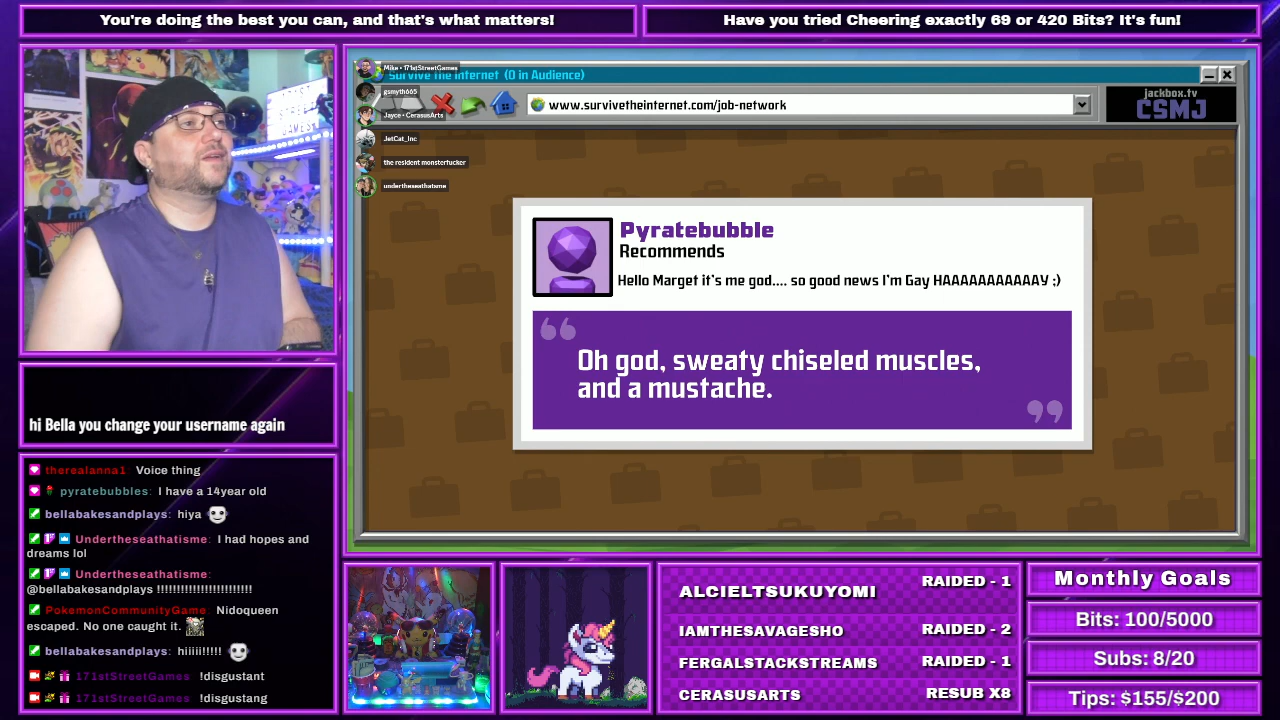 You're doing the best you can, and that's what matters!
Have you tried Cheering exactly 69 or 420 Bits? It's fun!
Mike • 171stStreetGames
Survive the Internet (0 in Audience)
gsmyth665
www.survivetheinternet.com/job-network
jackbox.tv
CSMJ
Jayce • CerasusArts
JetCat_Inc
the resident monsterfucker
undertheseathatisme
Pyratebubble
Recommends
Hello Marget it's me god.... so good news I'm Gay HAAAAAAAAAAAY ;)
“
Oh god, sweaty chiseled muscles,
and a mustache.
”
hi Bella you change your username again
therealanna1: Voice thing
pyratebubbles: I have a 14year old
bellabakesandplays: hiya
Undertheseathatisme: I had hopes and
dreams lol
Undertheseathatisme:
@bellabakesandplays !!!!!!!!!!!!!!!!!!!!!!!!
PokemonCommunityGame: Nidoqueen
escaped. No one caught it.
bellabakesandplays: hiiiii!!!!!
171stStreetGames: !disgustant
171stStreetGames: !disgustang
ALCIELTSUKUYOMI RAIDED - 1
IAMTHESAVAGESHO RAIDED - 2
FERGALSTACKSTREAMS RAIDED - 1
CERASUSARTS RESUB X8
Monthly Goals
Bits: 100/5000
Subs: 8/20
Tips: $155/$200